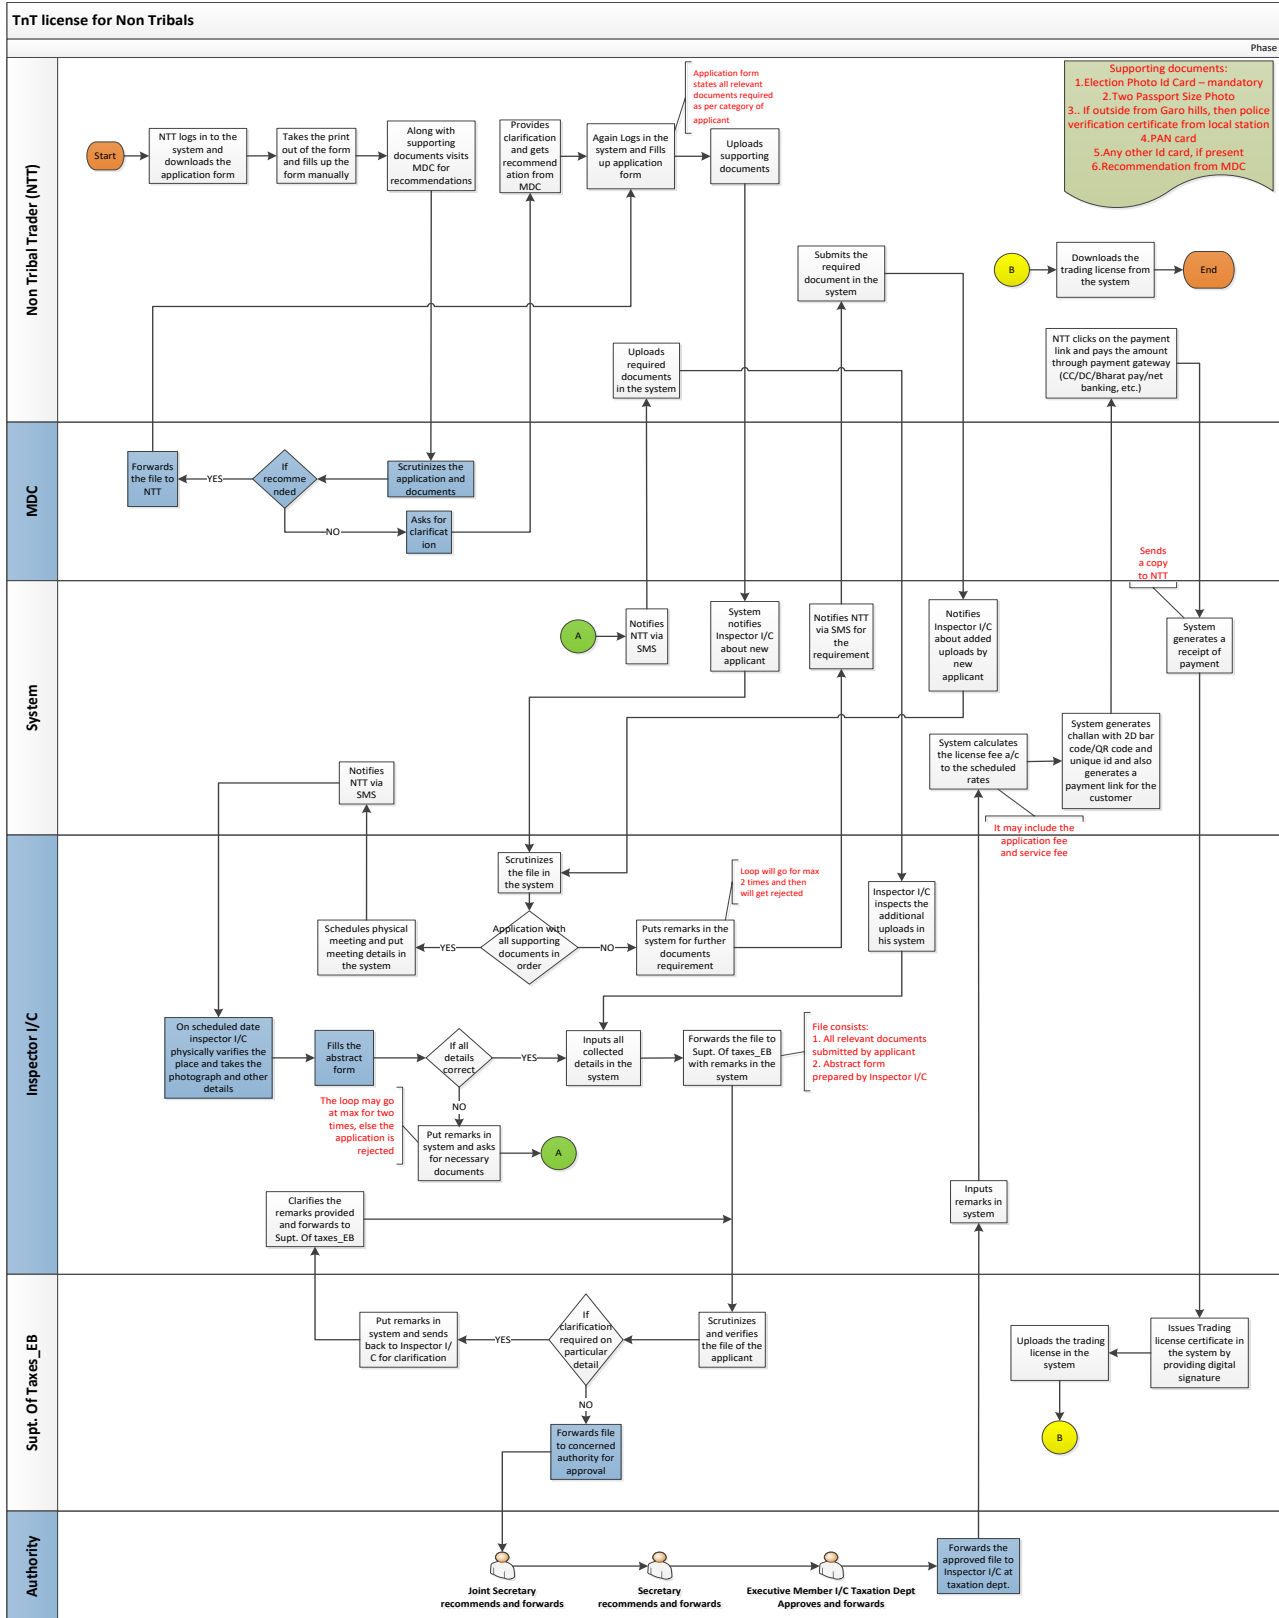 TnT license for Non Tribals
Phase
Non Tribal Trader (NTT)
Start
NTT logs in to the
system and
downloads the
application form
Takes the print
out of the form
and fills up the
form manually
Along with
supporting
documents visits
MDC for
recommendations
Provides
clarification
and gets
recommend
ation from
MDC
Again Logs in the
system and Fills
up application
form
Application form
states all relevant
documents required
as per category of
applicant
Uploads
supporting
documents
Supporting documents:
1.Election Photo Id Card – mandatory
2.Two Passport Size Photo
3.. If outside from Garo hills, then police
verification certificate from local station
4.PAN card
5.Any other Id card, if present
6.Recommendation from MDC
Submits the
required
document in the
system
B
Downloads the
trading license from
the system
End
Uploads
required
documents
in the system
NTT clicks on the payment
link and pays the amount
through payment gateway
(CC/DC/Bharat pay/net
banking, etc.)
MDC
Forwards
the file to
NTT
YES
If
recomme
nded
Scrutinizes the
application and
documents
NO
Asks for
clarificat
ion
System
Sends
a copy
to NTT
A
Notifies
NTT via
SMS
System
notifies
Inspector I/C
about new
applicant
Notifies NTT
via SMS for
the
requirement
Notifies
Inspector I/C
about added
uploads by
new
applicant
System
generates a
receipt of
payment
System calculates
the license fee a/c
to the scheduled
rates
System generates
challan with 2D bar
code/QR code and
unique id and also
generates a
payment link for the
customer
Notifies
NTT via
SMS
It may include the
application fee
and service fee
Inspector I/C
Scrutinizes
the file in
the system
Loop will go for max
2 times and then
will get rejected
Inspector I/C
inspects the
additional
uploads in
his system
Schedules physical
meeting and put
meeting details in
the system
YES
Application with
all supporting
documents in
order
NO
Puts remarks in the
system for further
documents
requirement
On scheduled date
inspector I/C
physically varifies the
place and takes the
photograph and other
details
Fills the
abstract
form
If all
details
correct
YES
Inputs all
collected
details in the
system
Forwards the file to
Supt. Of taxes_EB
with remarks in the
system
File consists:
1. All relevant documents
submitted by applicant
2. Abstract form
prepared by Inspector I/C
NO
The loop may go
at max for two
times, else the
application is
rejected
Put remarks in
system and asks
for necessary
documents
A
Clarifies the
remarks provided
and forwards to
Supt. Of taxes_EB
Inputs
remarks in
system
Supt. Of Taxes_EB
Put remarks in
system and sends
back to Inspector I/
C for clarification
YES
If
clarification
required on
particular
detail
Scrutinizes
and verifies
the file of the
applicant
Uploads the trading
license in the
system
Issues Trading
license certificate in
the system by
providing digital
signature
NO
Forwards file
to concerned
authority for
approval
B
Authority
Joint Secretary
recommends and forwards
Secretary
recommends and forwards
Executive Member I/C Taxation Dept
Approves and forwards
Forwards the
approved file to
Inspector I/C at
taxation dept.